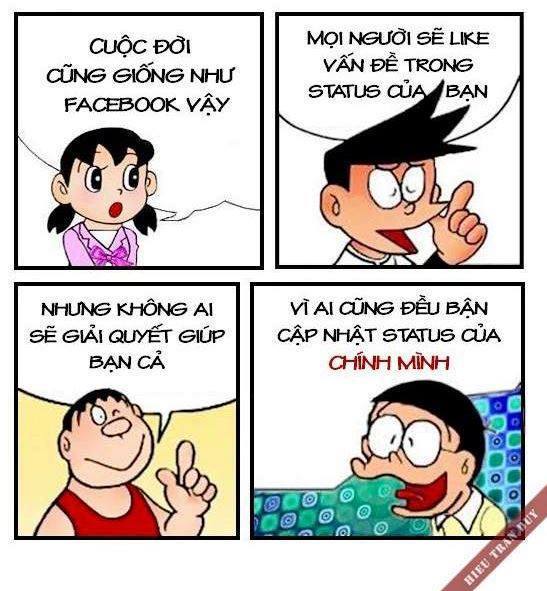 CUỘC ĐỜI
CŨNG GIỐNG NHƯ
FACEBOOK VẬY
MỌI NGƯỜI SẼ LIKE
VẤN ĐỀ TRONG
STATUS CỦA BẠN
NHƯNG KHÔNG AI
SẼ GIẢI QUYẾT GIÚP
BẠN CẢ
VÌ AI CŨNG ĐỀU BẬN
CẬP NHẬT STATUS CỦA
CHÍNH MÌNH
HIEU TRAN DUY